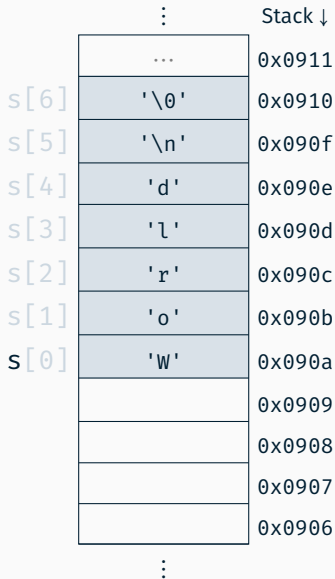 ⋮ Stack ↓
... 0x0911
s[6] '\0' 0x0910
s[5] '\n' 0x090f
s[4] 'd' 0x090e
s[3] 'l' 0x090d
s[2] 'r' 0x090c
s[1] 'o' 0x090b
s[0] 'W' 0x090a
0x0909
0x0908
0x0907
0x0906
⋮